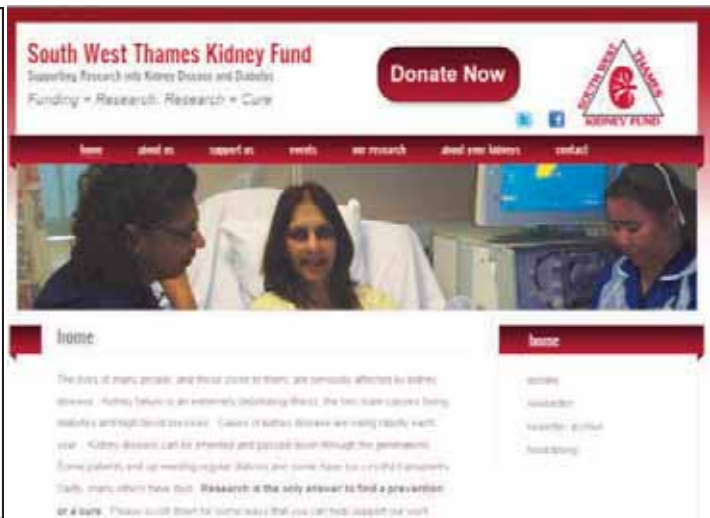 South West Thames Kidney Fund
Supporting Research into Kidney Disease and Diabetes
Funding = Research. Research = Cure
Donate Now
SOUTH WEST THAMES
KIDNEY FUND
home about us support us events our research about your kidneys contact
home
The lives of many people, and those close to them, are seriously affected by kidney
disease. Kidney failure is an extremely debilitating illness, the two main causes being
diabetes and high blood pressure. Cases of kidney disease are rising rapidly each
year. Kidney disease can be inherited and passed down through the generations.
Some patients end up needing regular dialysis and some have successful transplants.
Sadly, many others have died. Research is the only answer to find a prevention
or a cure. Please scroll down for some ways that you can help support our work
home
donate
newsletter
newsletter archive
fundraising